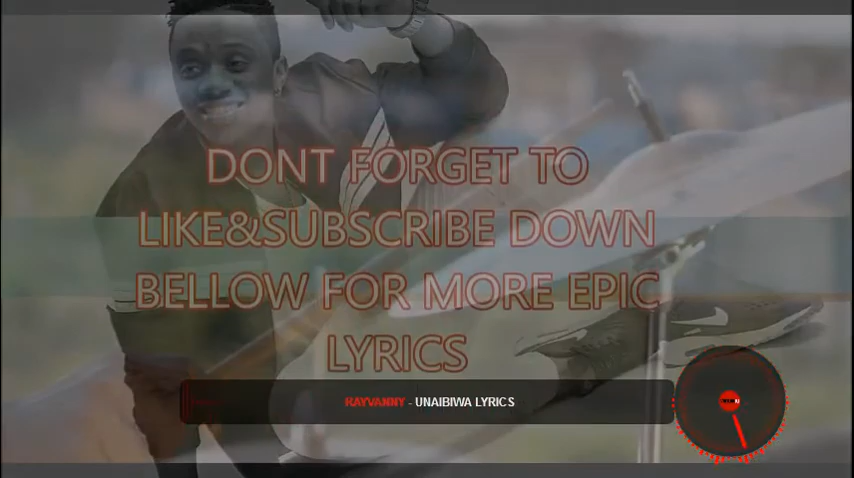 DONT FORGET TO
LIKE&SUBSCRIBE DOWN
BELLOW FOR MORE EPIC
LYRICS
RAYVANNY - UNAIBIWA LYRICS